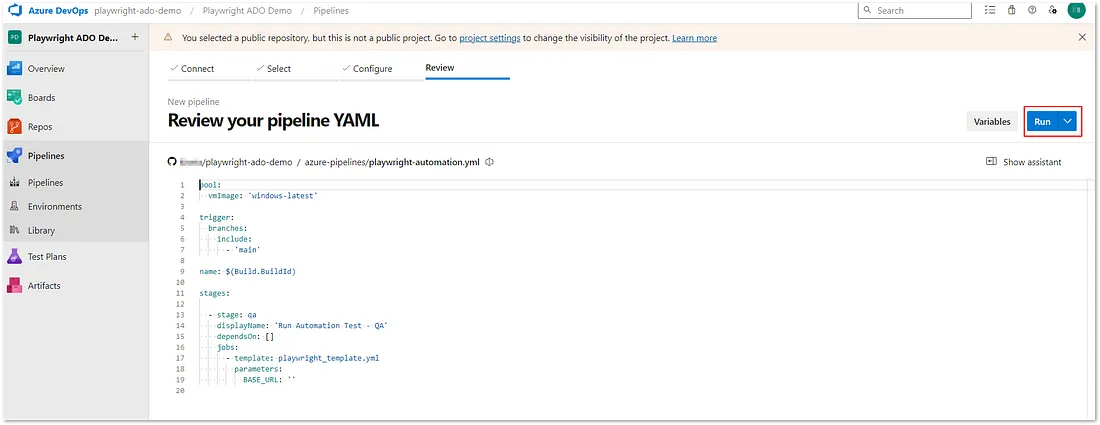 Azure DevOps playwright-ado-demo / Playwright ADO Demo / Pipelines
Search
PD Playwright ADO De... +
You selected a public repository, but this is not a public project. Go to project settings to change the visibility of the project. Learn more
Overview
Boards
Repos
Pipelines
Pipelines
Environments
Library
Test Plans
Artifacts
Connect
Select
Configure
Review
New pipeline
Review your pipeline YAML
Variables
Run
/playwright-ado-demo / azure-pipelines/playwright-automation.yml
Show assistant
1 pool:
2 vmImage: 'windows-latest'
3
4 trigger:
5 branches:
6 include:
7 - 'main'
8
9 name: $(Build.BuildId)
10
11 stages:
12
13 - stage: qa
14 displayName: 'Run Automation Test - QA'
15 dependsOn: []
16 jobs:
17 - template: playwright_template.yml
18 parameters:
19 BASE_URL: ''
20